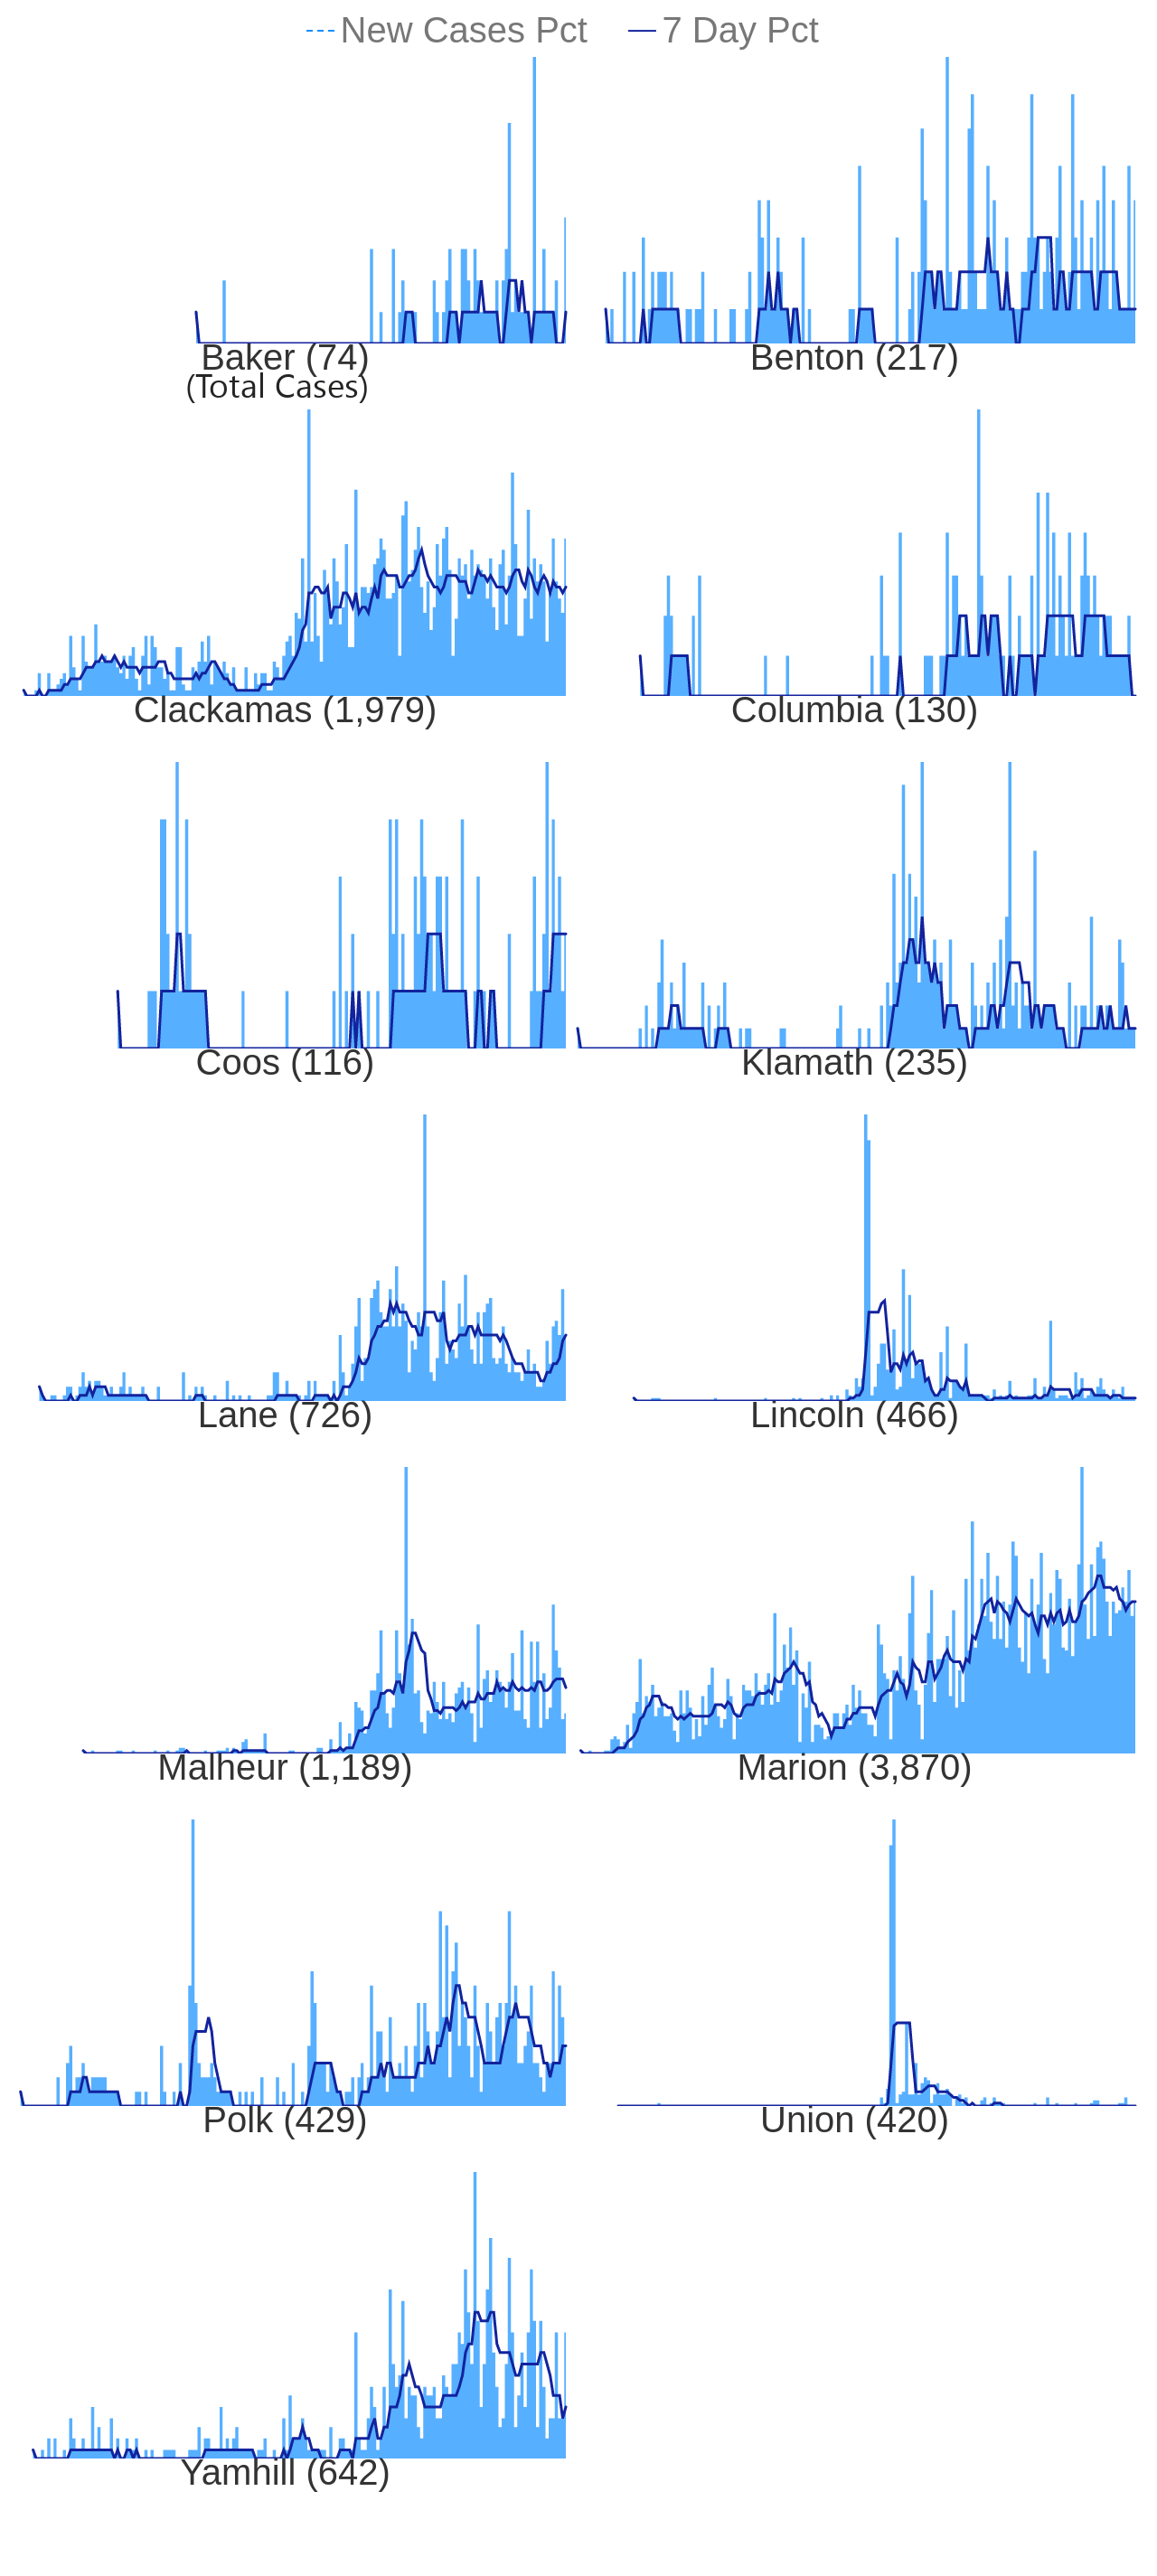 New Cases Pct 7 Day Pct
Baker (74) Benton (217)
(Total Cases)
Clackamas (1,979) Columbia (130)
Coos (116) Klamath (235)
Lane (726) Lincoln (466)
Malheur (1,189) Marion (3,870)
Polk (429) Union (420)
Yamhill (642)